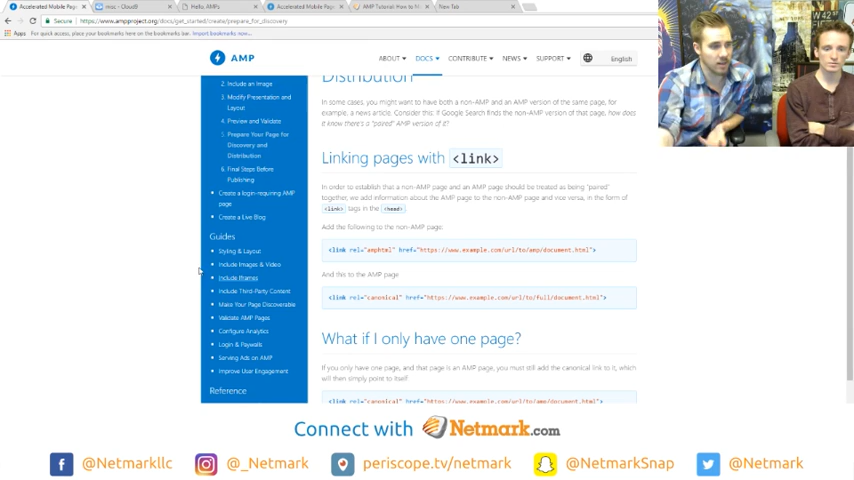 Accelerated Mobile Pag
misc - Cloud9
Hello, AMPs
Accelerated Mobile Pag
AMP Tutorial: How to M
New Tab
Secure
https://www.ampproject.org/docs/get_started/create/prepare_for_discovery
Apps
For quick access, place your bookmarks here on the bookmarks bar. Import bookmarks now...
AMP
ABOUT
DOCS
CONTRIBUTE
NEWS
SUPPORT
English
2. Include an Image
3. Modify Presentation and
Layout
4. Preview and Validate
5. Prepare Your Page for
Discovery and
Distribution
6. Final Steps Before
Publishing
Create a login-requiring AMP
page
Create a Live Blog
Guides
Styling & Layout
Include Images & Video
Include Iframes
Include Third-Party Content
Make Your Page Discoverable
Validate AMP Pages
Configure Analytics
Login & Paywalls
Serving Ads on AMP
Improve User Engagement
Reference
Distribution
In some cases, you might want to have both a non-AMP and an AMP version of the same page, for
example, a news article. Consider this: If Google Search finds the non-AMP version of that page, how does
it know there's a "paired" AMP version of it?
Linking pages with <link>
In order to establish that a non-AMP page and an AMP page should be treated as being "paired"
together, we add information about the AMP page to the non-AMP page and vice versa, in the form of
<link> tags in the <head>.
Add the following to the non-AMP page:
<link rel="amphtml" href="https://www.example.com/url/to/amp/document.html">
And this to the AMP page
<link rel="canonical" href="https://www.example.com/url/to/full/document.html">
What if I only have one page?
If you only have one page, and that page is an AMP page, you must still add the canonical link to it, which
will then simply point to itself:
<link rel="canonical" href="https://www.example.com/url/to/amp/document.html">
Connect with Netmark.com
@Netmarkllc
@_Netmark
periscope.tv/netmark
@NetmarkSnap
@Netmark